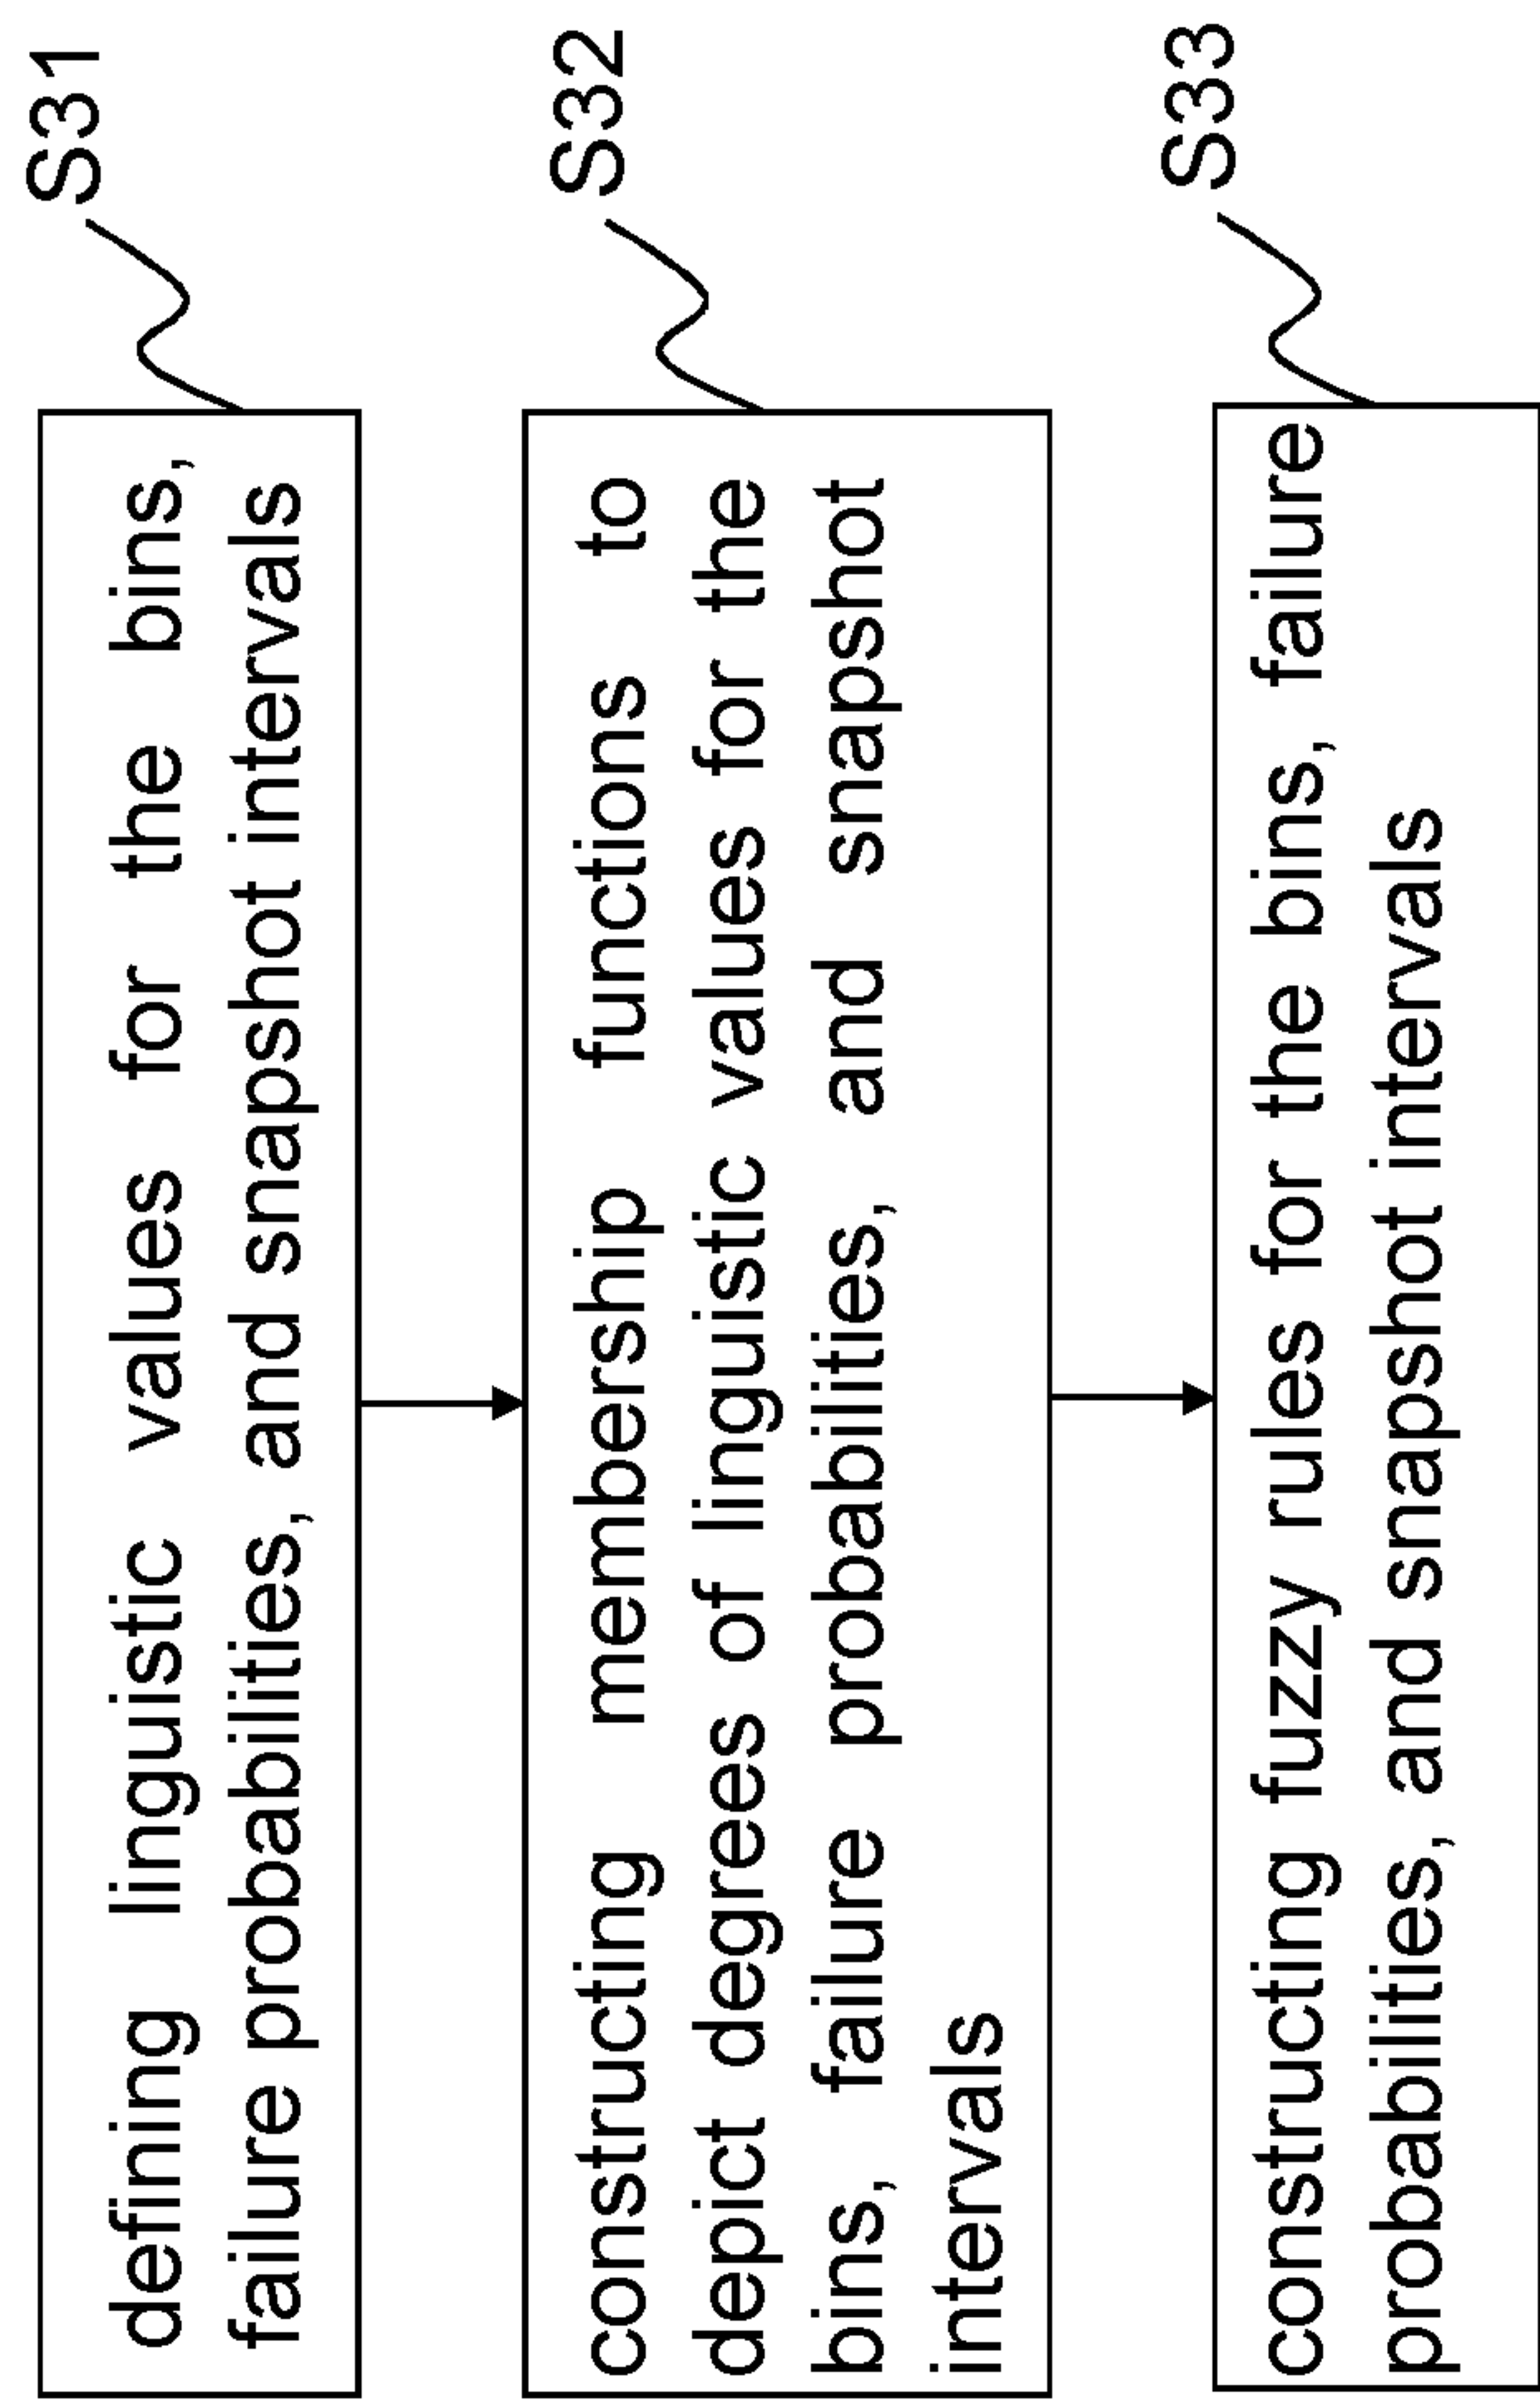 defining linguistic values for the bins,
failure probabilities, and snapshot intervals
S31
constructing membership functions to
depict degrees of linguistic values for the
bins, failure probabilities, and snapshot
intervals
S32
constructing fuzzy rules for the bins, failure
probabilities, and snapshot intervals
S33